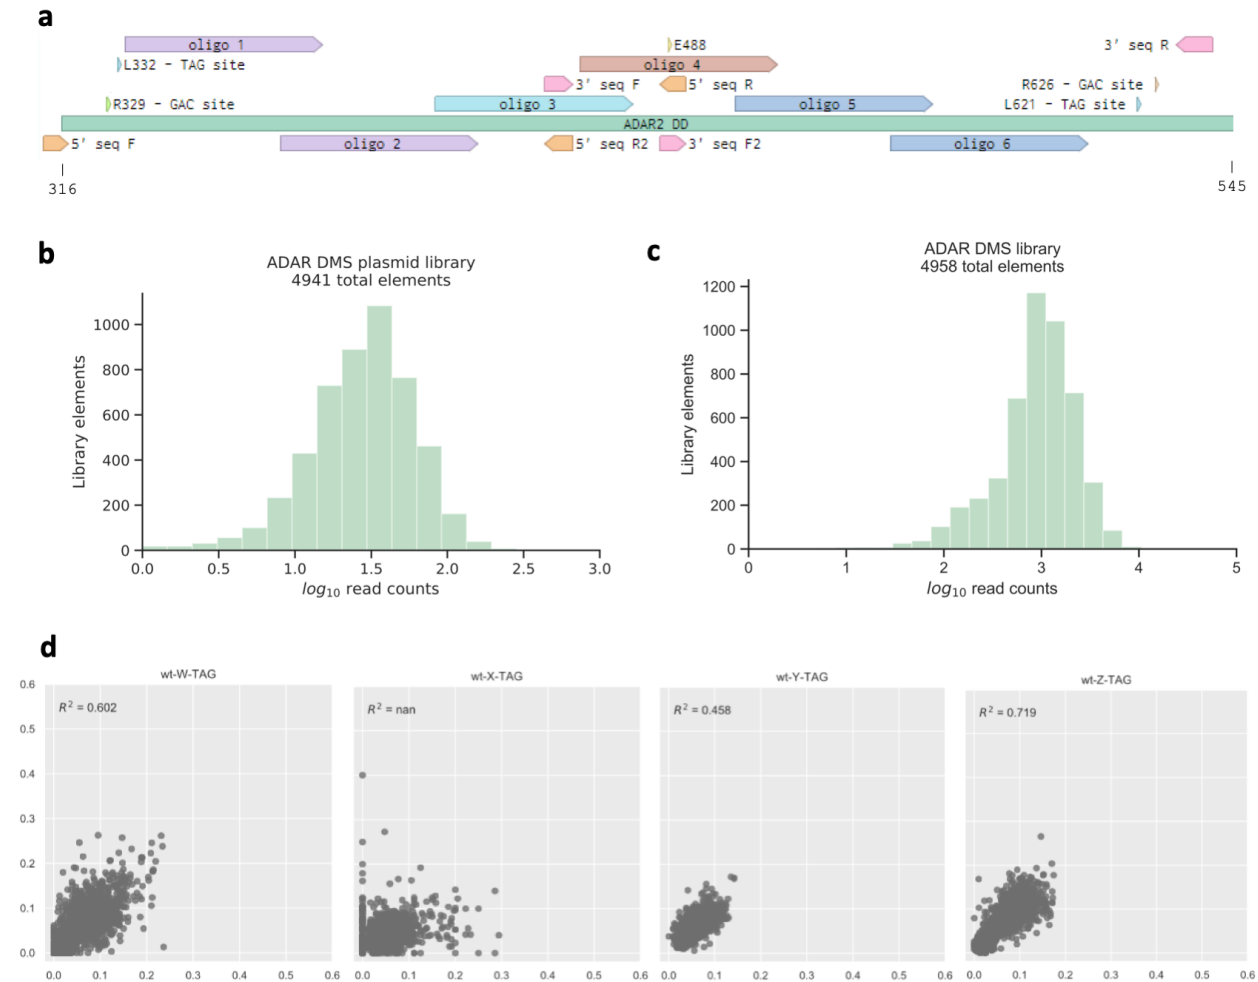 a
oligo 1
E488
3' seq R
L332 - TAG site
oligo 4
3' seq F
5' seq R
R626 - GAC site
R329 - GAC site
oligo 3
oligo 5
L621 - TAG site
ADAR2 DD
5' seq F
oligo 2
5' seq R2
3' seq F2
oligo 6
316
545
b
ADAR DMS plasmid library
4941 total elements
Library elements
1000
800
600
400
200
0
0.0 0.5 1.0 1.5 2.0 2.5 3.0
log10 read counts
c
ADAR DMS library
4958 total elements
Library elements
1200
1000
800
600
400
200
0
0 1 2 3 4 5
log10 read counts
d
wt-W-TAG
R² = 0.602
0.6
0.5
0.4
0.3
0.2
0.1
0.0
0.0 0.1 0.2 0.3 0.4 0.5 0.6
wt-X-TAG
R² = nan
0.0 0.1 0.2 0.3 0.4 0.5 0.6
wt-Y-TAG
R² = 0.458
0.0 0.1 0.2 0.3 0.4 0.5 0.6
wt-Z-TAG
R² = 0.719
0.0 0.1 0.2 0.3 0.4 0.5 0.6